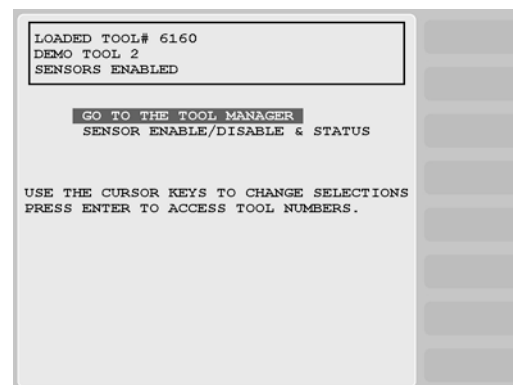 LOADED TOOL# 6160
DEMO TOOL 2
SENSORS ENABLED
GO TO THE TOOL MANAGER
SENSOR ENABLE/DISABLE & STATUS
USE THE CURSOR KEYS TO CHANGE SELECTIONS
PRESS ENTER TO ACCESS TOOL NUMBERS.